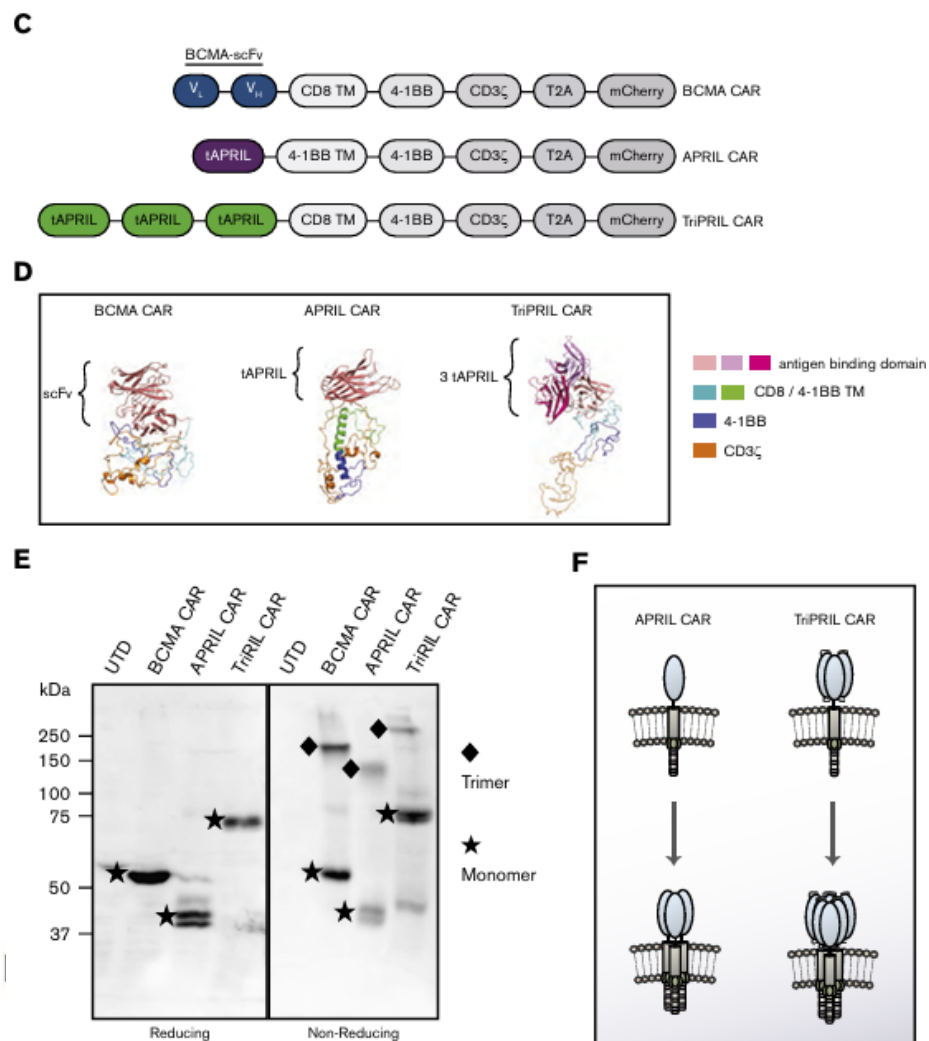 C
BCMA-scFv
V_L V_H CD8 TM 4-1BB CD3ζ T2A mCherry BCMA CAR
tAPRIL 4-1BB TM 4-1BB CD3ζ T2A mCherry APRIL CAR
tAPRIL tAPRIL tAPRIL CD8 TM 4-1BB CD3ζ T2A mCherry TriPRIL CAR
D
BCMA CAR APRIL CAR TriPRIL CAR
scFv tAPRIL 3 tAPRIL
antigen binding domain
CD8 / 4-1BB TM
4-1BB
CD3ζ
E
UTD BCMA CAR APRIL CAR TriRIL CAR UTD BCMA CAR APRIL CAR TriRIL CAR
kDa
250
150
100
75
50
37
Trimer
Monomer
Reducing Non-Reducing
F
APRIL CAR TriPRIL CAR